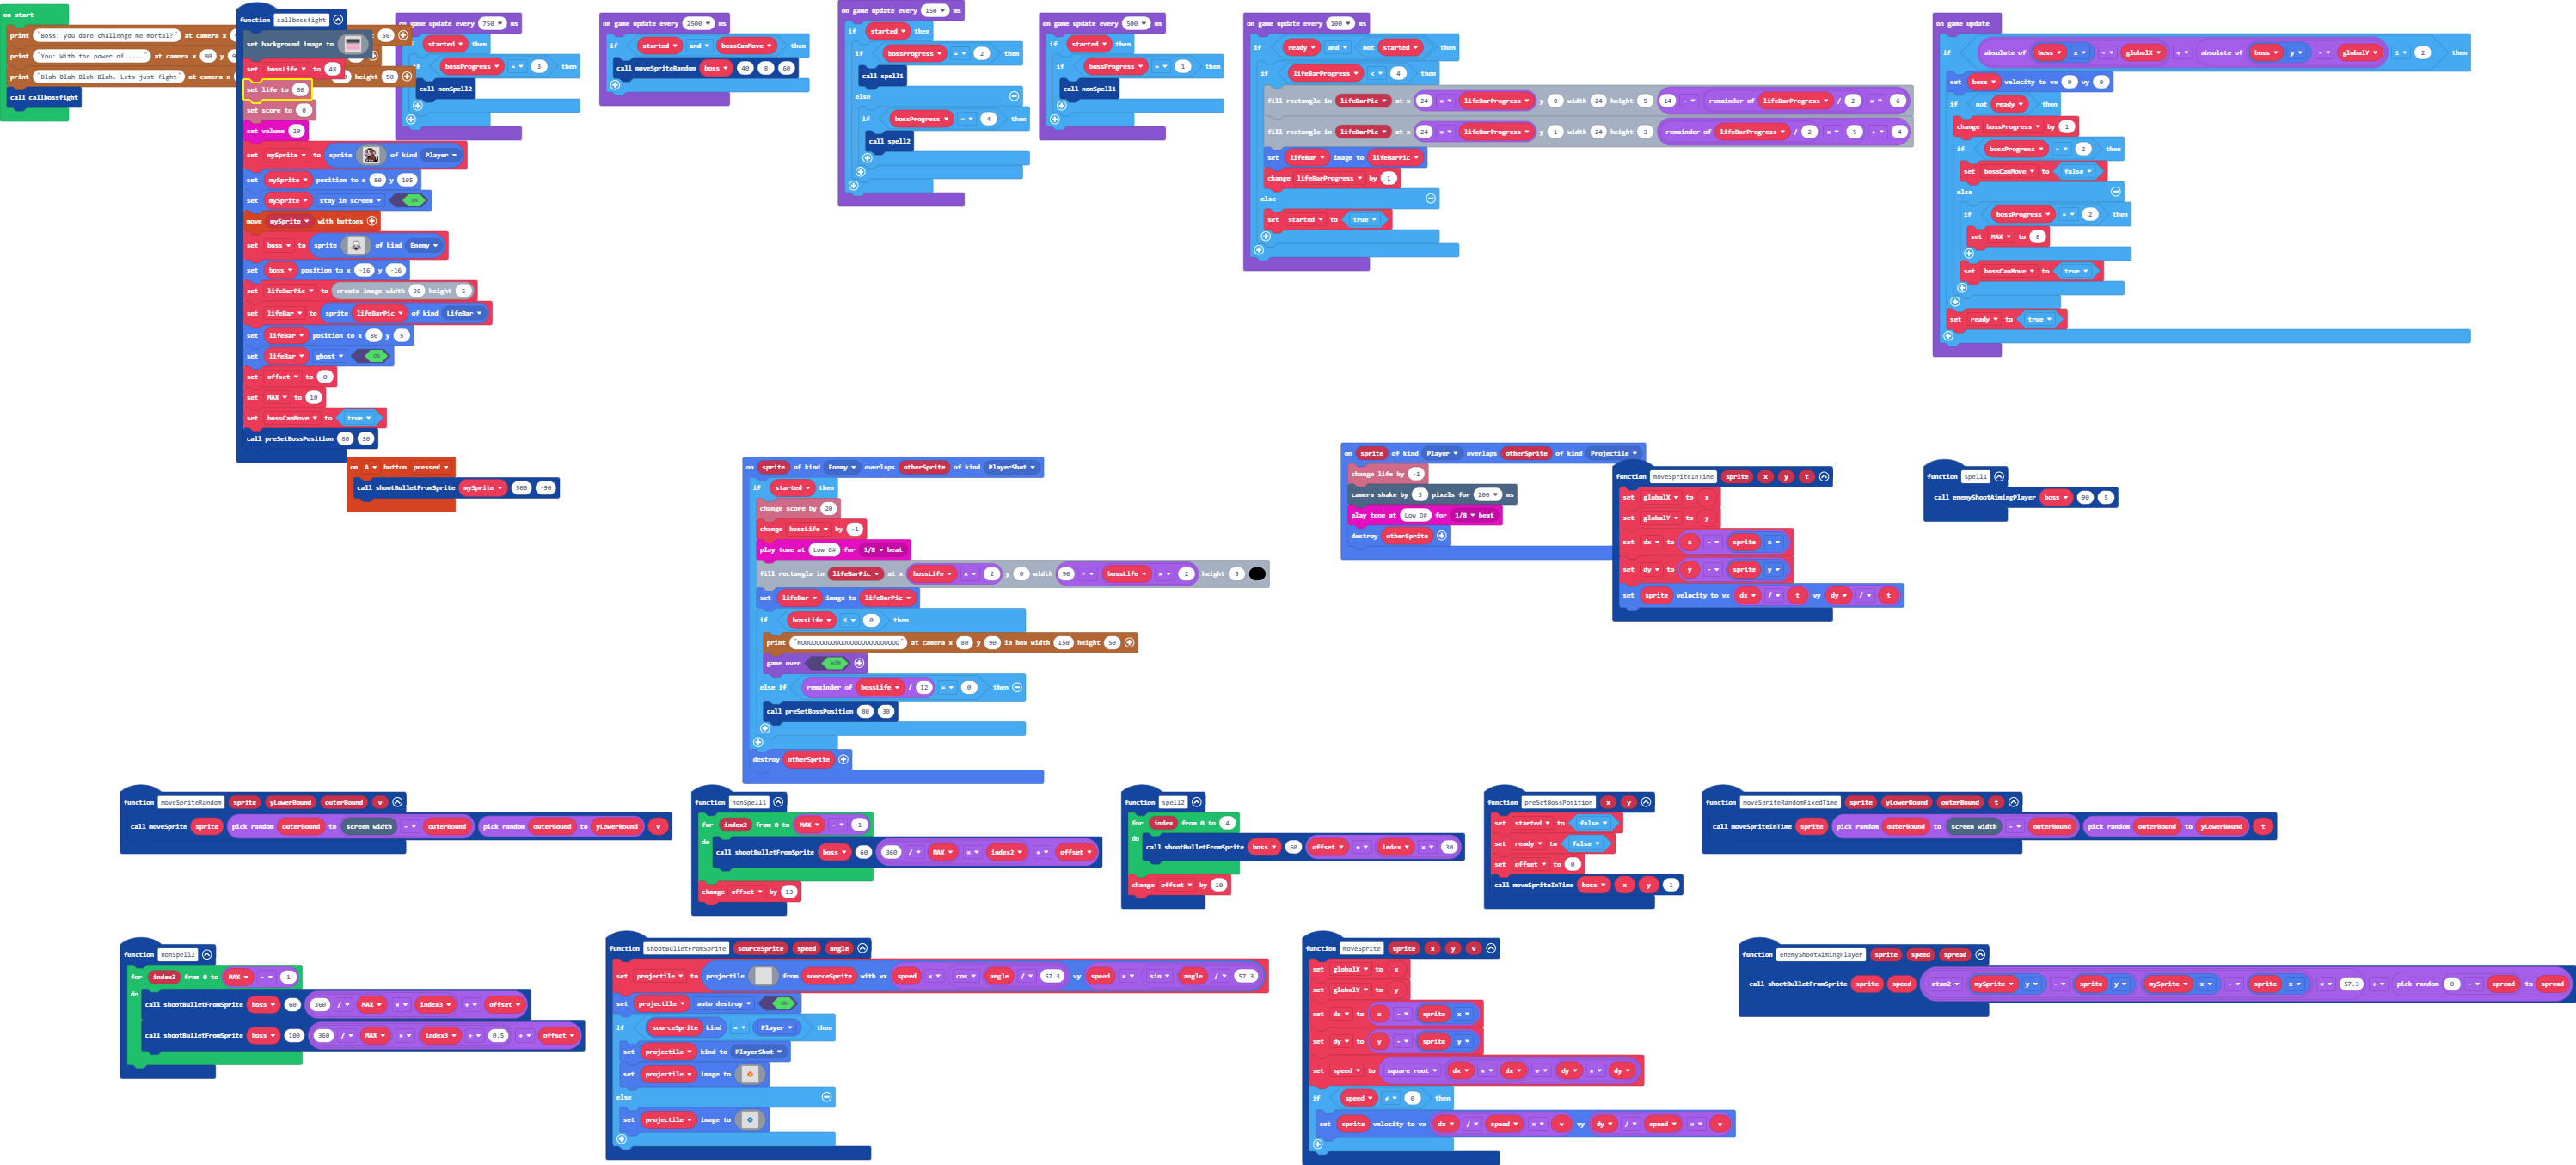 on start
print "Boss: you dare challenge me mortal?" at camera x
print "You: With the power of....." at camera x 80 y
print "Blah Blah Blah Blah. Lets just fight" at camera x
call callbossfight
function callbossfight
set background image to
set bossLife to 48
set life to 30
set score to 0
set volume 20
set mySprite to sprite of kind Player
set mySprite position to x 80 y 105
set mySprite stay in screen ON
move mySprite with buttons
set boss to sprite of kind Enemy
set boss position to x -16 y -16
set lifeBarPic to create image width 96 height 5
set lifeBar to sprite lifeBarPic of kind LifeBar
set lifeBar position to x 80 y 5
set lifeBar ghost ON
set offset to 0
set MAX to 10
set bossCanMove to true
call preSetBossPosition 80 30
50
height 50
on game update every 750 ms
started then
if bossProgress = 3 then
call nonSpell2
on game update every 2500 ms
if started and bossCanMove then
call moveSpriteRandom boss 40 8 60
on game update every 150 ms
if started then
if bossProgress = 2 then
call spell1
else
if bossProgress = 4 then
call spell2
on game update every 500 ms
if started then
if bossProgress = 1 then
call nonSpell1
on game update every 100 ms
if ready and not started then
if lifeBarProgress < 4 then
fill rectangle in lifeBarPic at x 24 × lifeBarProgress y 0 width 24 height 5 14 - remainder of lifeBarProgress / 2 × 6
fill rectangle in lifeBarPic at x 24 × lifeBarProgress y 1 width 24 height 3 remainder of lifeBarProgress / 2 × 5 + 4
set lifeBar image to lifeBarPic
change lifeBarProgress by 1
else
set started to true
on game update
if absolute of boss x - globalX + absolute of boss y - globalY ≤ 2 then
set boss velocity to vx 0 vy 0
if not ready then
change bossProgress by 1
if bossProgress = 2 then
set bossCanMove to false
else
if bossProgress = 2 then
set MAX to 8
set bossCanMove to true
set ready to true
on A button pressed
call shootBulletFromSprite mySprite 500 -90
on sprite of kind Enemy overlaps otherSprite of kind PlayerShot
if started then
change score by 20
change bossLife by -1
play tone at Low G# for 1/8 beat
fill rectangle in lifeBarPic at x bossLife × 2 y 0 width 96 - bossLife × 2 height 5
set lifeBar image to lifeBarPic
if bossLife ≤ 0 then
at camera x 80 y 90 in box width 150 height 50
game over WIN
else if remainder of bossLife / 12 = 0 then
call preSetBossPosition 80 30
destroy otherSprite
on sprite of kind Player overlaps otherSprite of kind Projectile
change life by -1
camera shake by 3 pixels for 200 ms
play tone at Low D# for 1/8 beat
destroy otherSprite
function moveSpriteInTime sprite x y t
set globalX to x
set globalY to y
set dx to x - sprite x
set dy to y - sprite y
set sprite velocity to vx dx / t vy dy / t
function spell1
call enemyShootAimingPlayer boss 90 5
function moveSpriteRandom sprite yLowerBound outerBound v
call moveSprite sprite pick random outerBound to screen width - outerBound pick random outerBound to yLowerBound v
function nonSpell1
for index2 from 0 to MAX - 1
do
call shootBulletFromSprite boss 60 360 / MAX × index2 + offset
change offset by 13
function spell2
for index from 0 to 4
do
call shootBulletFromSprite boss 60 offset + index × 30
change offset by 10
function preSetBossPosition x y
set started to false
set ready to false
set offset to 0
call moveSpriteInTime boss x y 1
function moveSpriteRandomFixedTime sprite yLowerBound outerBound t
call moveSpriteInTime sprite pick random outerBound to screen width - outerBound pick random outerBound to yLowerBound t
function nonSpell2
for index3 from 0 to MAX - 1
do
call shootBulletFromSprite boss 60 360 / MAX × index3 + offset
call shootBulletFromSprite boss 100 360 / MAX × index3 + 0.5 + offset
function shootBulletFromSprite sourceSprite speed angle
set projectile to projectile from sourceSprite with vx speed × cos angle / 57.3 vy speed × sin angle / 57.3
set projectile auto destroy ON
if sourceSprite kind = Player then
set projectile kind to PlayerShot
set projectile image to
else
set projectile image to
function moveSprite sprite x y v
set globalX to x
set globalY to y
set dx to x - sprite x
set dy to y - sprite y
set speed to square root dx × dx + dy × dy
if speed ≠ 0 then
set sprite velocity to vx dx / speed × v vy dy / speed × v
function enemyShootAimingPlayer sprite speed spread
call shootBulletFromSprite sprite speed atan2 mySprite y - sprite y mySprite x - sprite x × 57.3 + pick random 0 - spread to spread